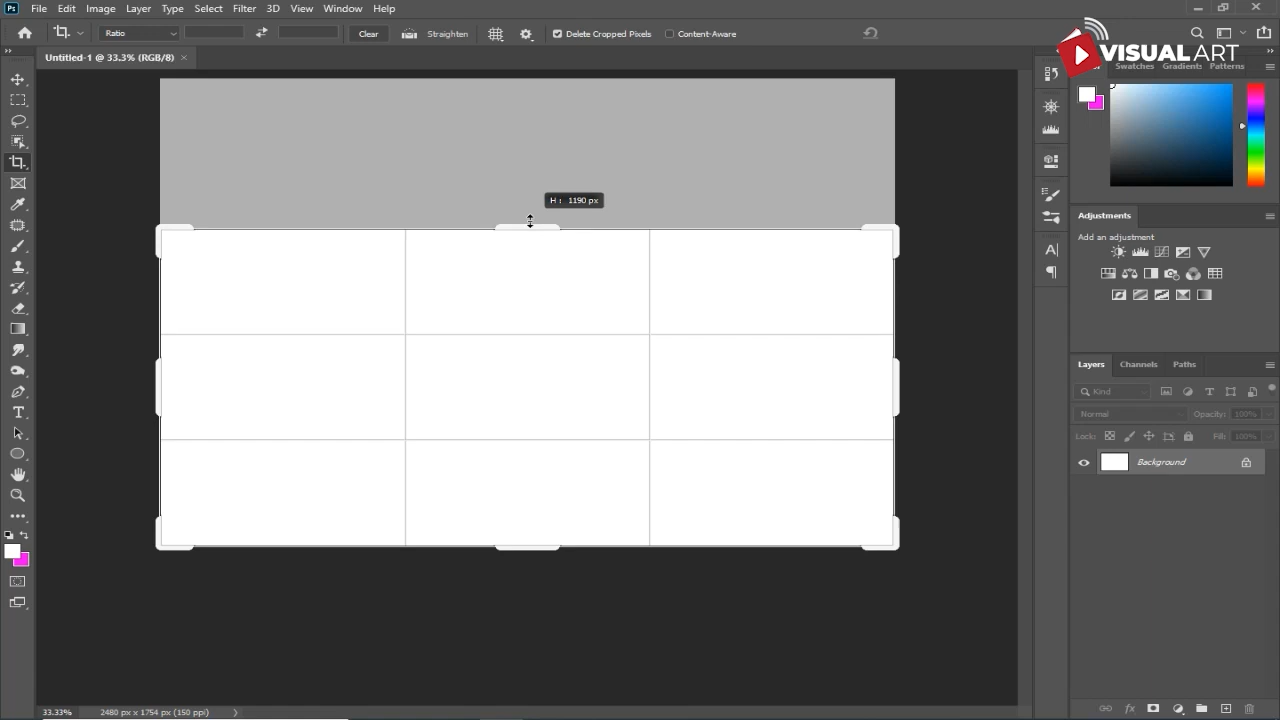 Ps File Edit Image Layer Type Select Filter 3D View Window Help
Ratio Clear Straighten Delete Cropped Pixels Content-Aware
VISUAL ART
Untitled-1 @ 33.3% (RGB/8) ×
Swatches Gradients Patterns
H : 1190 px
Adjustments
Add an adjustment
Layers Channels Paths
Kind
Normal Opacity: 100%
Lock: Fill: 100%
Background
33.33% 2480 px x 1754 px (150 ppi)